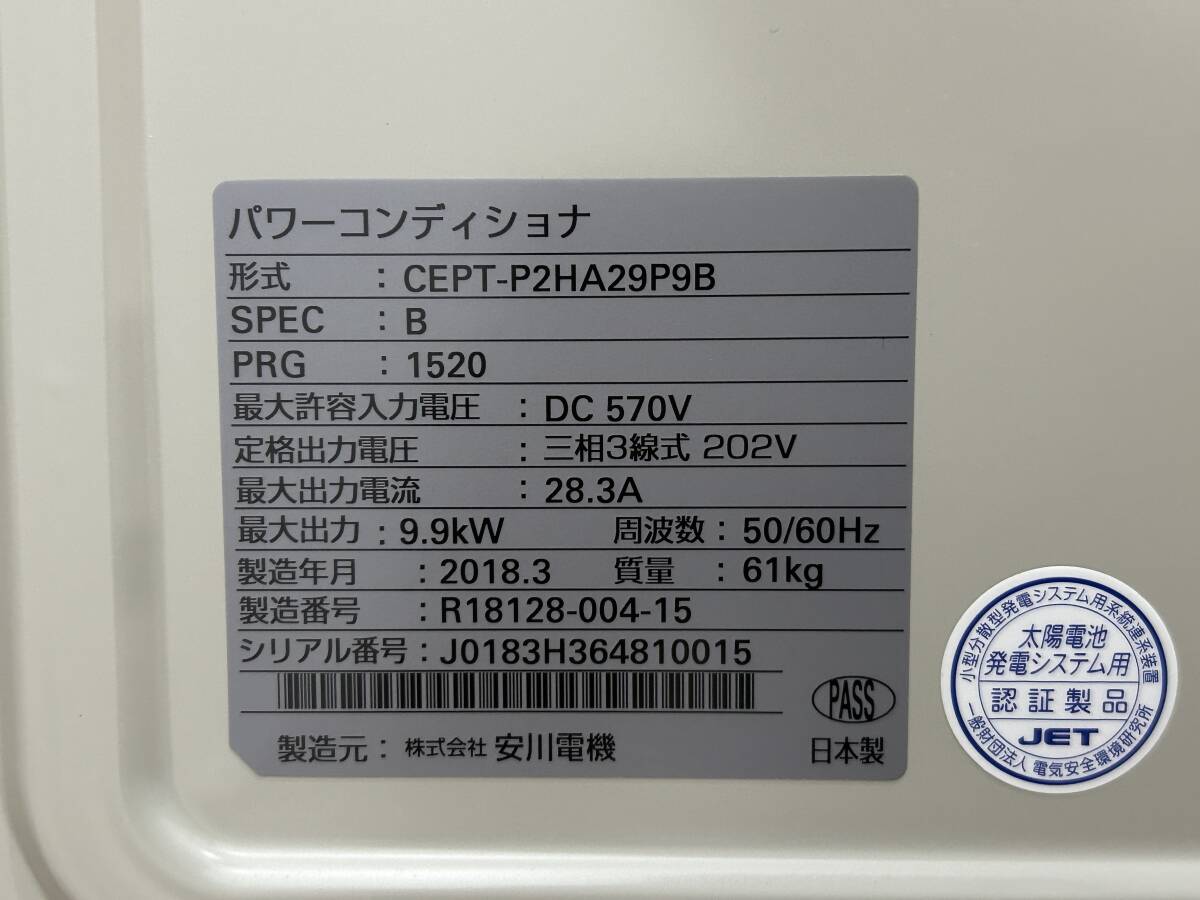 パワーコンディショナ
形式 : CEPT-P2HA29P9B
SPEC : B
PRG : 1520
最大許容入力電圧 : DC 570V
定格出力電圧 : 三相3線式 202V
最大出力電流 : 28.3A
最大出力 : 9.9kW 周波数 : 50/60Hz
製造年月 : 2018.3 質量 : 61kg
製造番号 : R18128-004-15
シリアル番号 : J0183H364810015
PASS
製造元 : 株式会社 安川電機 日本製
小型分散型発電システム用系統連系装置
太陽電池
発電システム用
認証製品
JET
一般財団法人 電気安全環境研究所